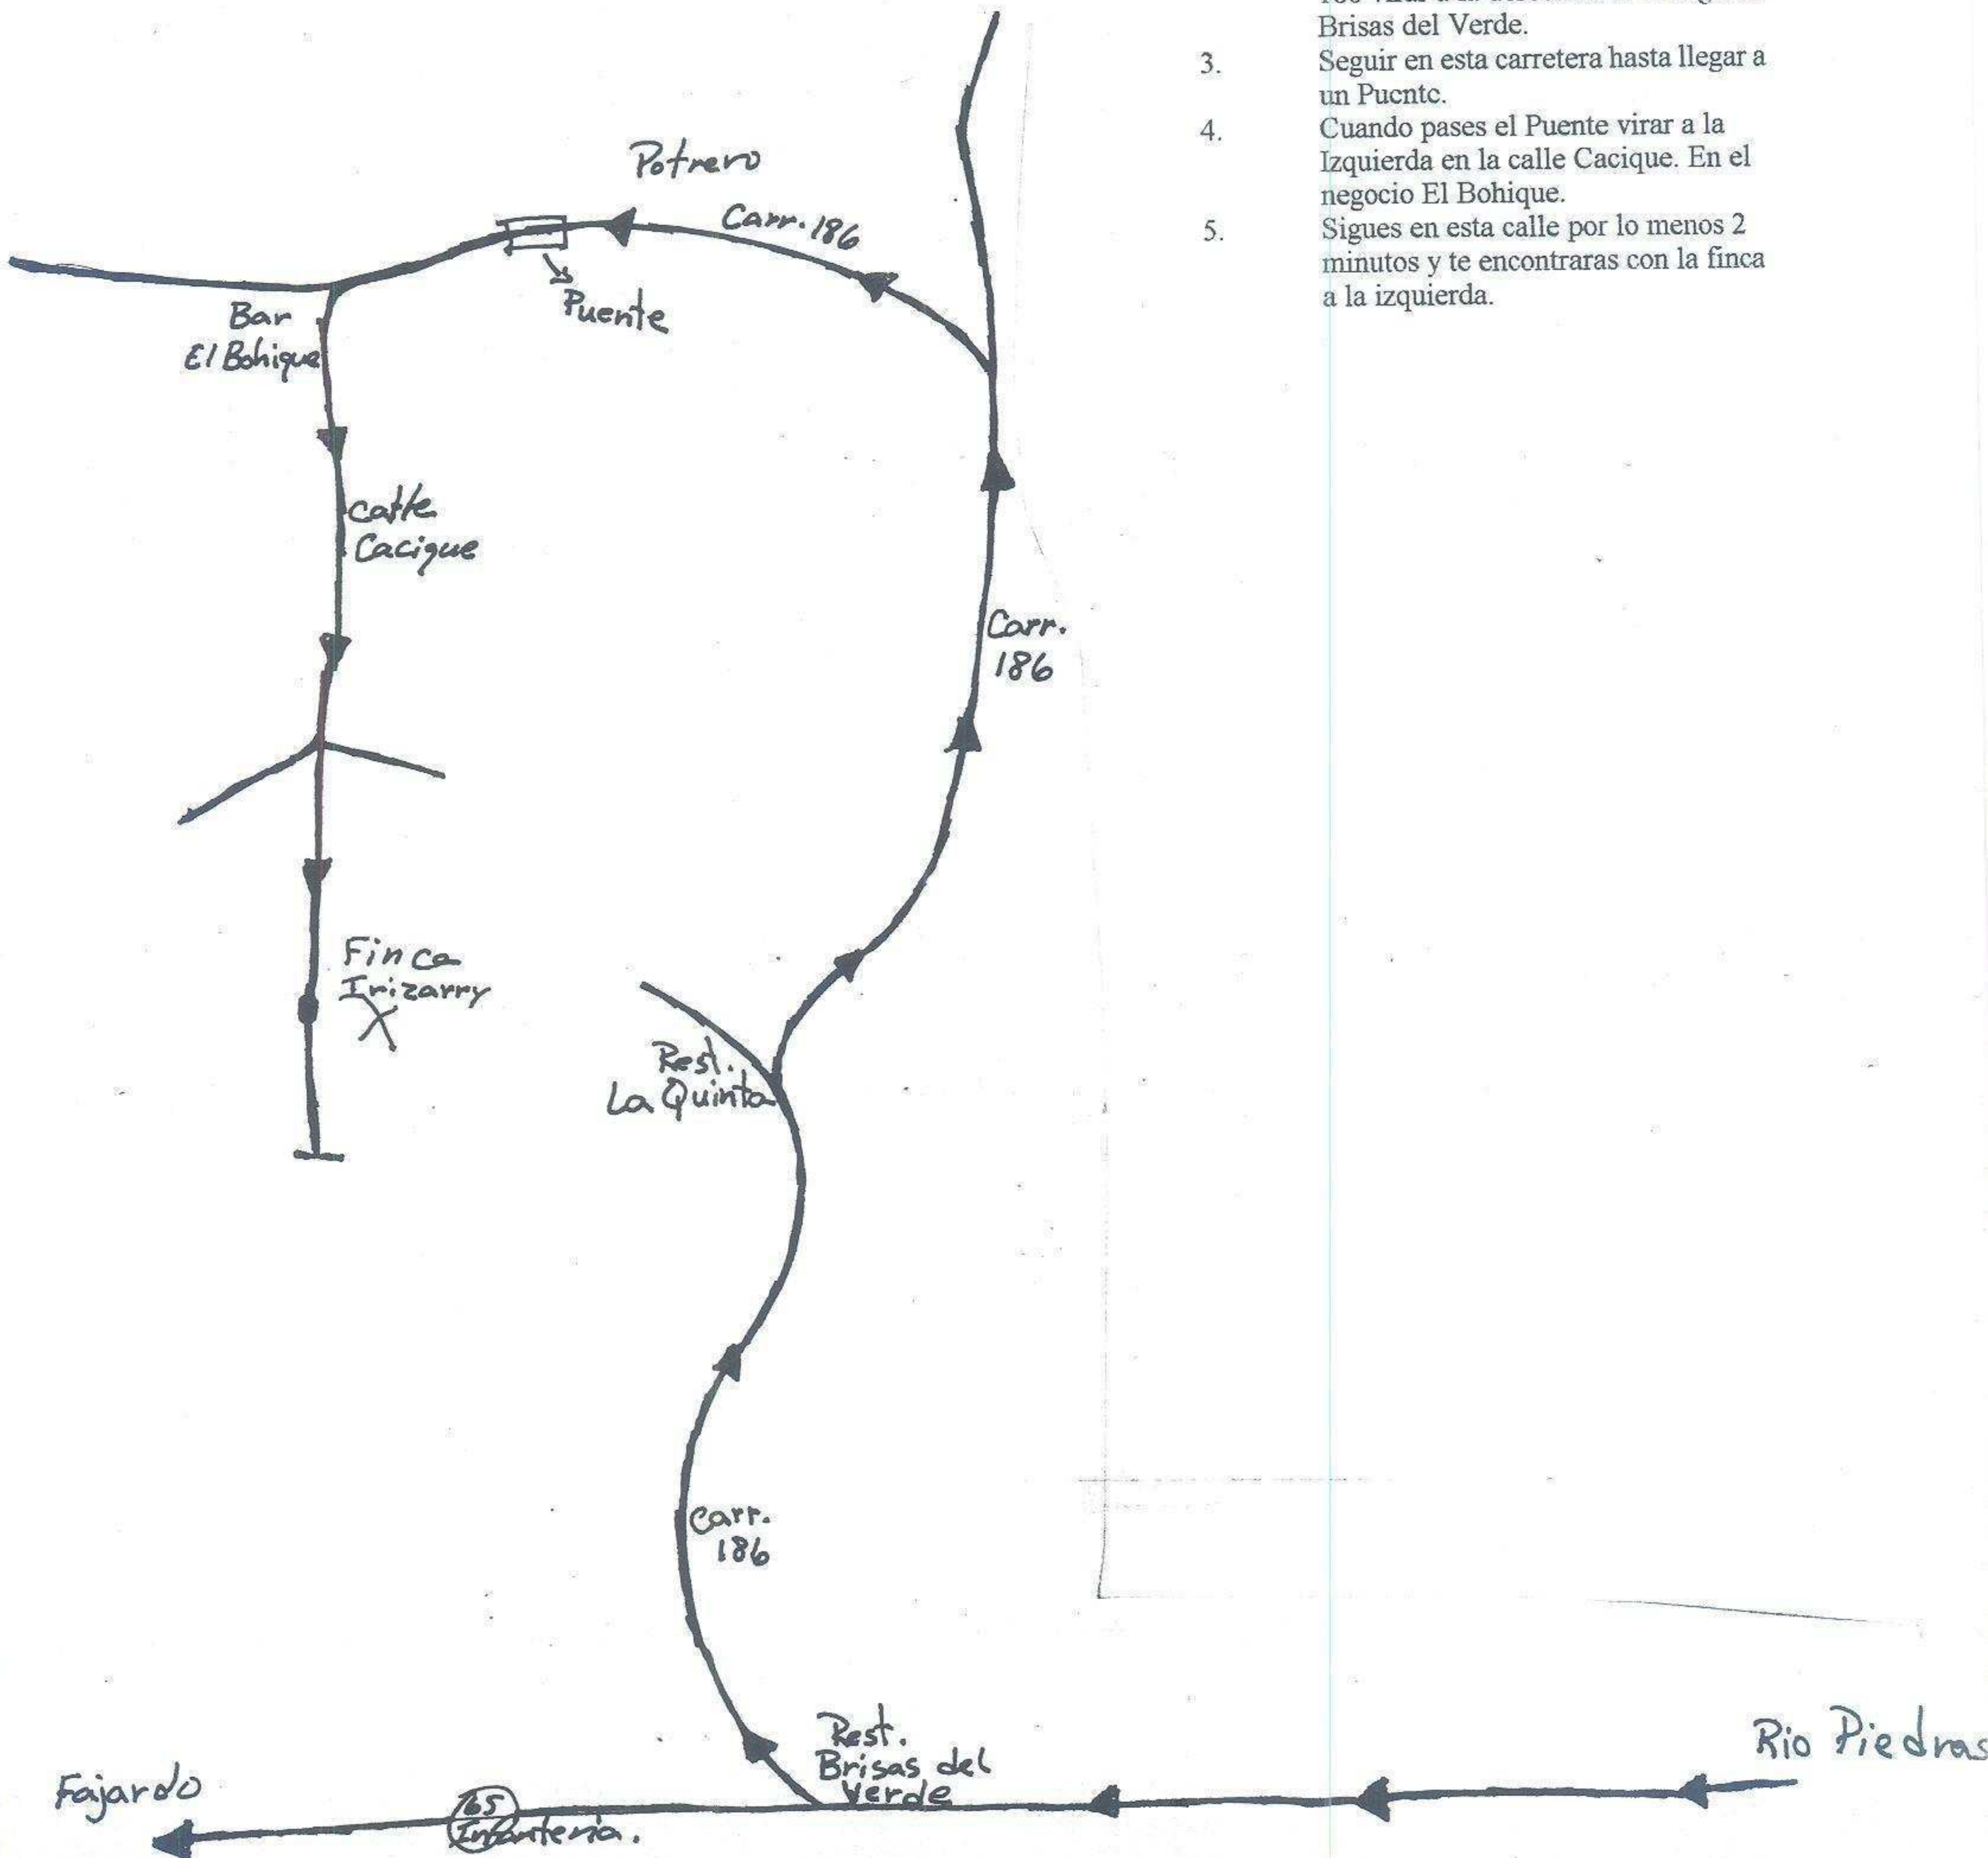 Brisas del Verde.
3. Seguir en esta carretera hasta llegar a
un Puente.
4. Cuando pases el Puente virar a la
Izquierda en la calle Cacique. En el
negocio El Bohique.
5. Sigues en esta calle por lo menos 2
minutos y te encontraras con la finca
a la izquierda.
Potrero
Carr. 186
Puente
Bar
El Bohique
Calle
Cacique
Carr.
186
Finca
Irizarry
X
Rest.
La Quinta
Carr.
186
Rest.
Brisas del
Verde
Rio Piedras
Fajardo
65
Infanteria.